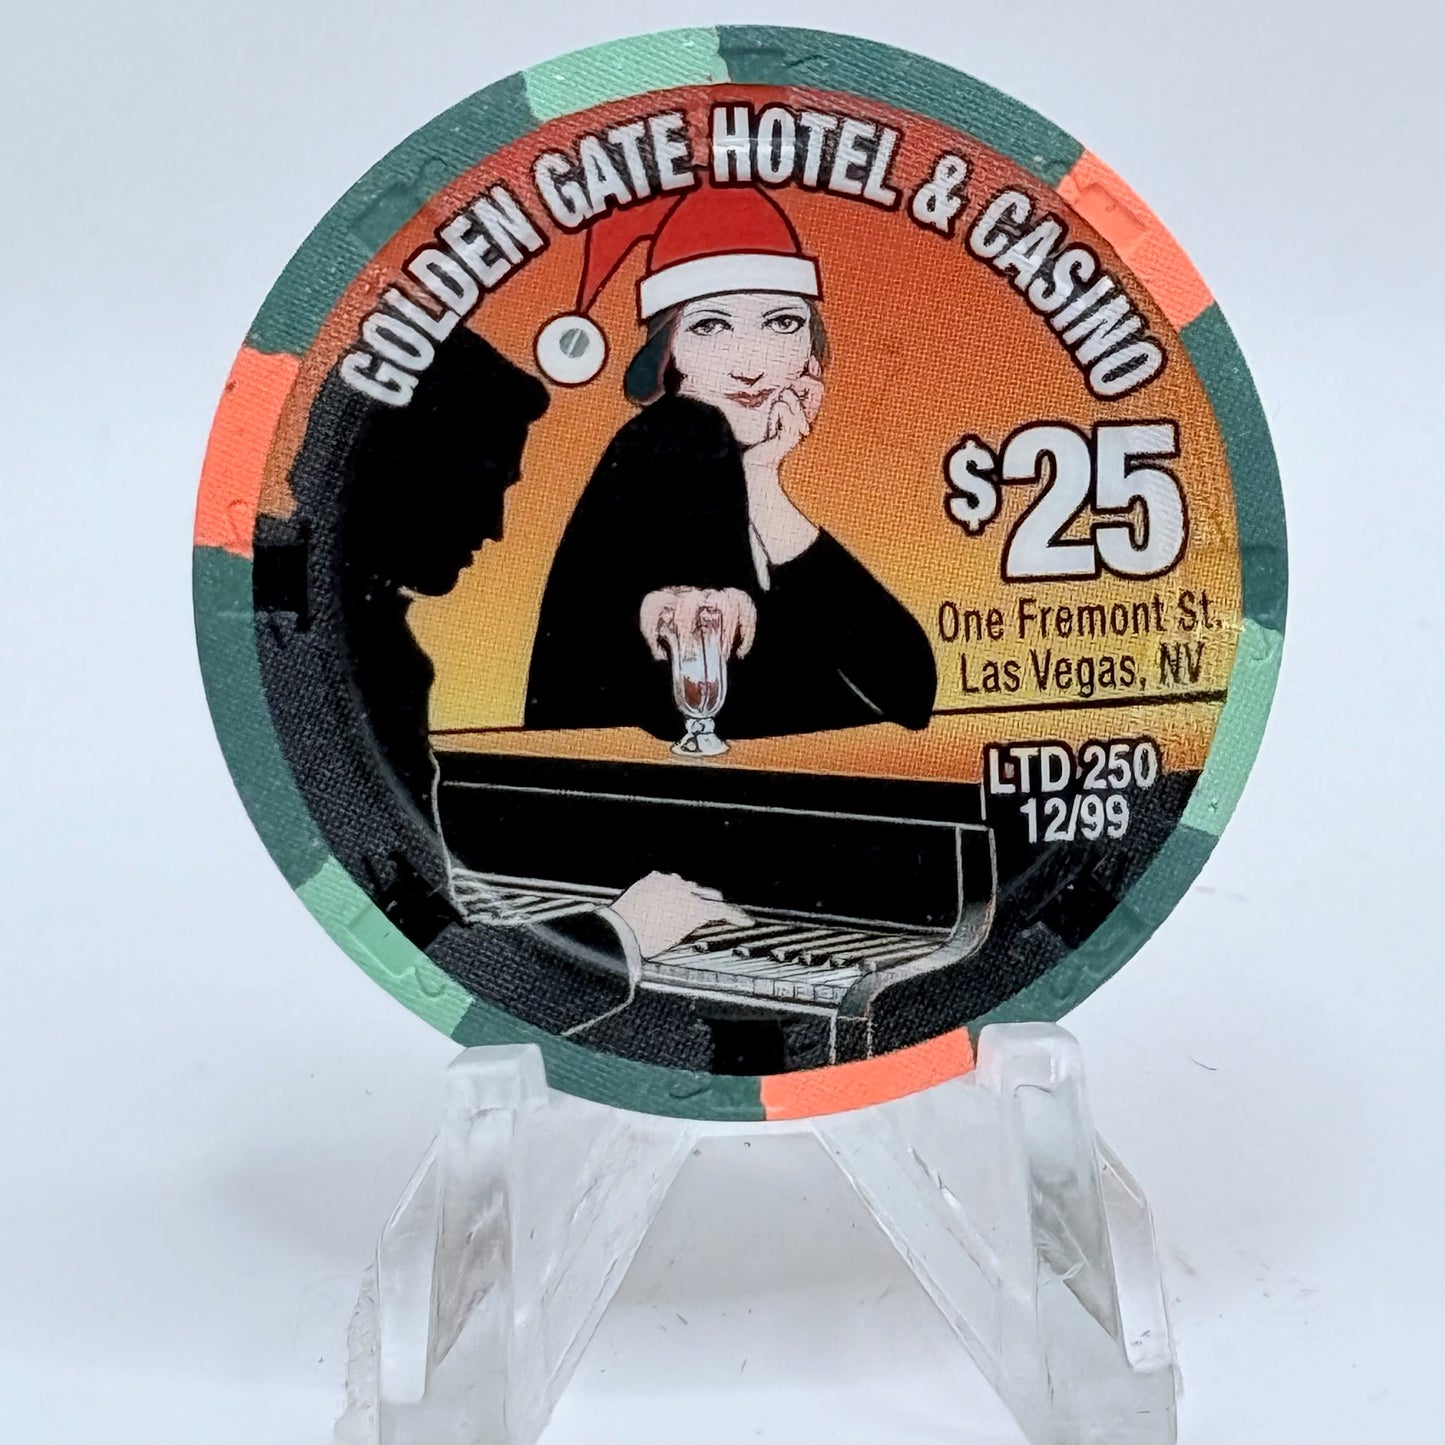 GOLDEN GATE HOTEL & CASINO
$25
One Fremont St.
Las Vegas, NV
LTD 250
12/99